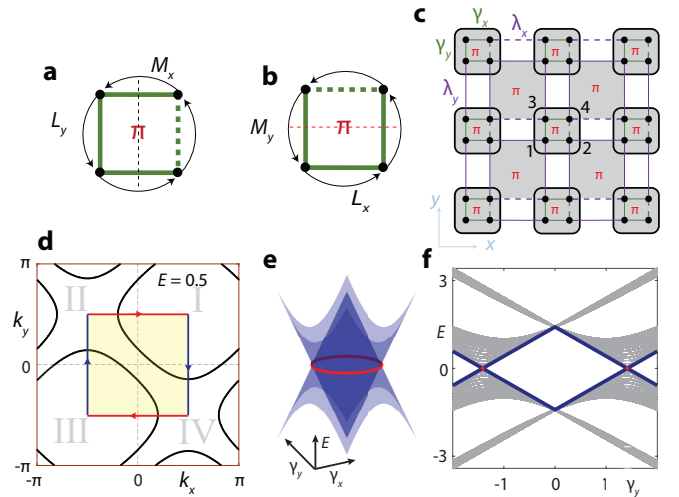 a
M_x
L_y
π
b
M_y
π
L_x
c
γ_x
λ_x
γ_y
λ_y
π π π
π π
3 4
π π π
1 2
π π
π π π
y
x
d
π
k_y
0
-π
II
E = 0.5
I
III
IV
-π 0 π
k_x
e
E
γ_y
γ_x
f
3
E
0
-3
-1 0 1
γ_y